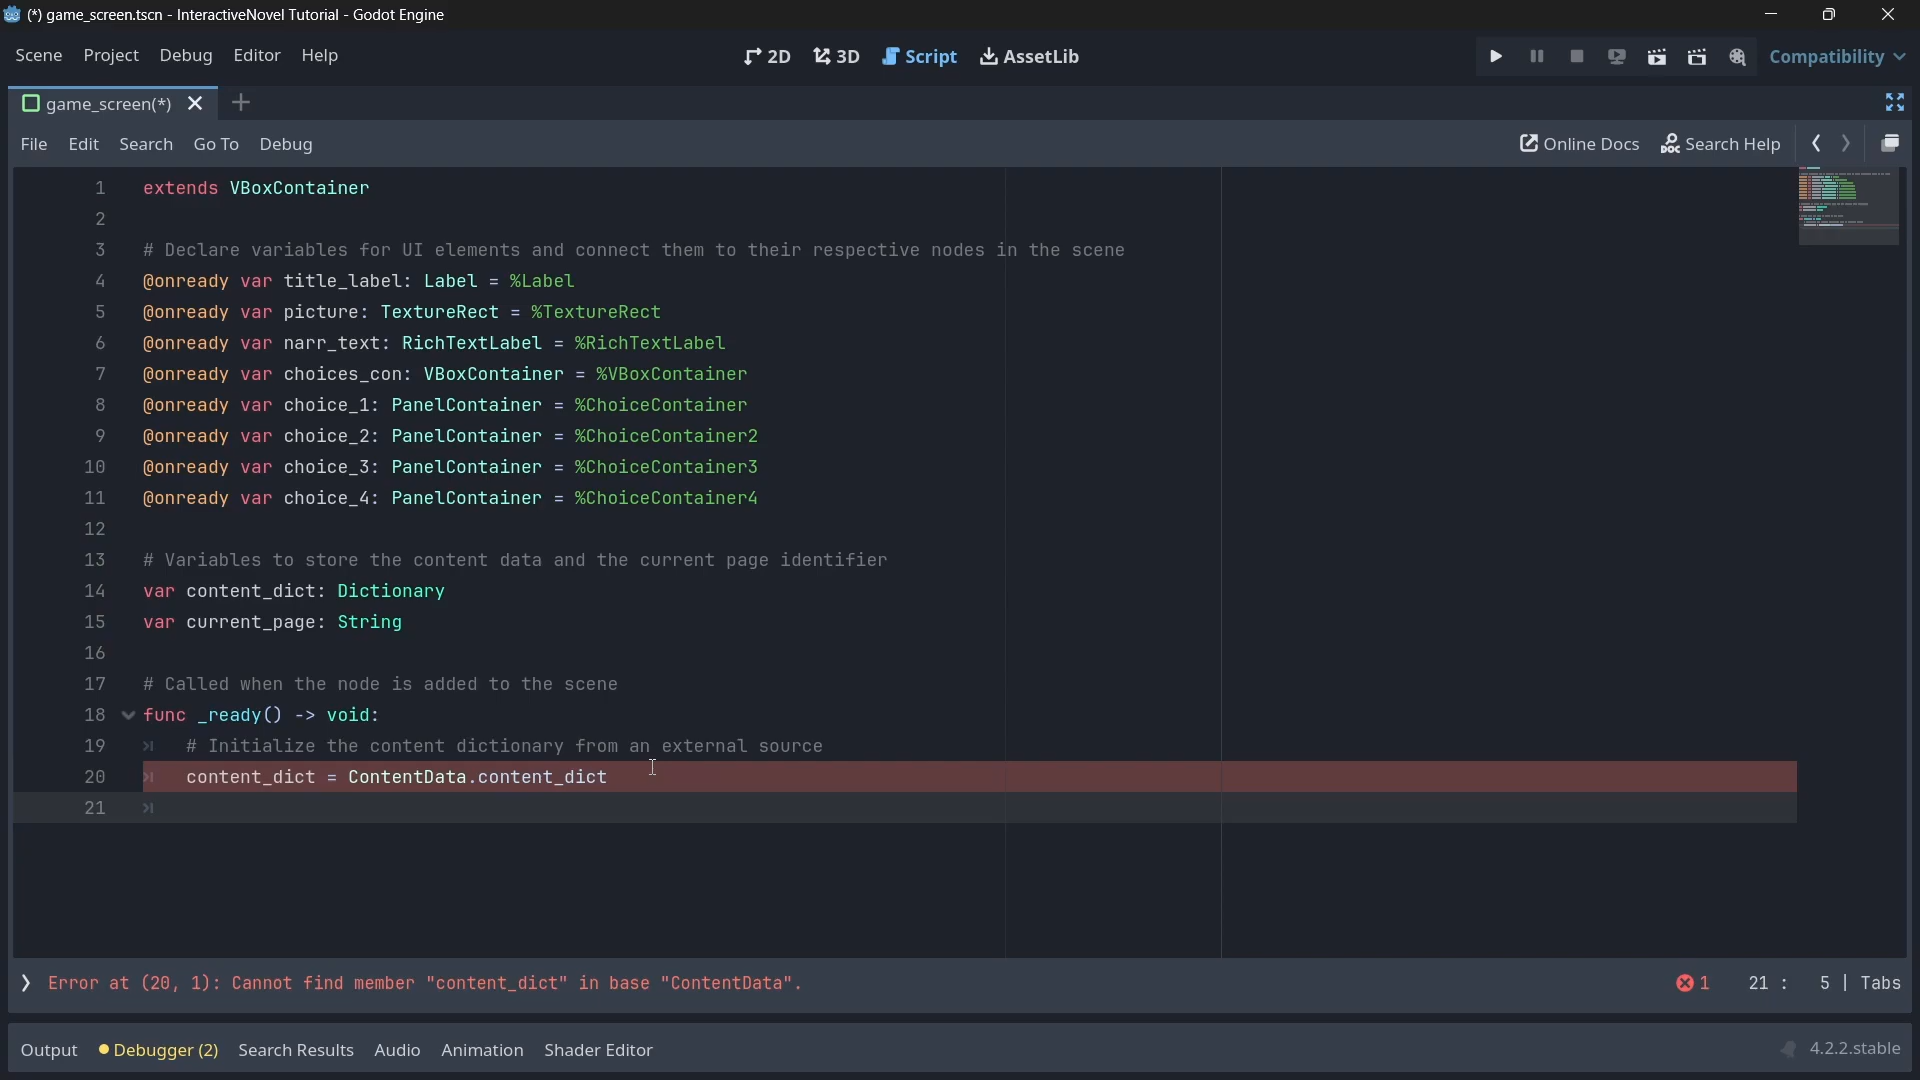 (*) game_screen.tscn - InteractiveNovel Tutorial - Godot Engine
Scene Project Debug Editor Help 2D 3D Script AssetLib Compatibility
game_screen(*)
File Edit Search Go To Debug Online Docs Search Help
1 extends VBoxContainer
2
3 # Declare variables for UI elements and connect them to their respective nodes in the scene
4 @onready var title_label: Label = %Label
5 @onready var picture: TextureRect = %TextureRect
6 @onready var narr_text: RichTextLabel = %RichTextLabel
7 @onready var choices_con: VBoxContainer = %VBoxContainer
8 @onready var choice_1: PanelContainer = %ChoiceContainer
9 @onready var choice_2: PanelContainer = %ChoiceContainer2
10 @onready var choice_3: PanelContainer = %ChoiceContainer3
11 @onready var choice_4: PanelContainer = %ChoiceContainer4
12
13 # Variables to store the content data and the current page identifier
14 var content_dict: Dictionary
15 var current_page: String
16
17 # Called when the node is added to the scene
18 func _ready() -> void:
19 # Initialize the content dictionary from an external source
20 content_dict = ContentData.content_dict
21
Error at (20, 1): Cannot find member "content_dict" in base "ContentData". 1 21 : 5 | Tabs
Output Debugger (2) Search Results Audio Animation Shader Editor 4.2.2.stable